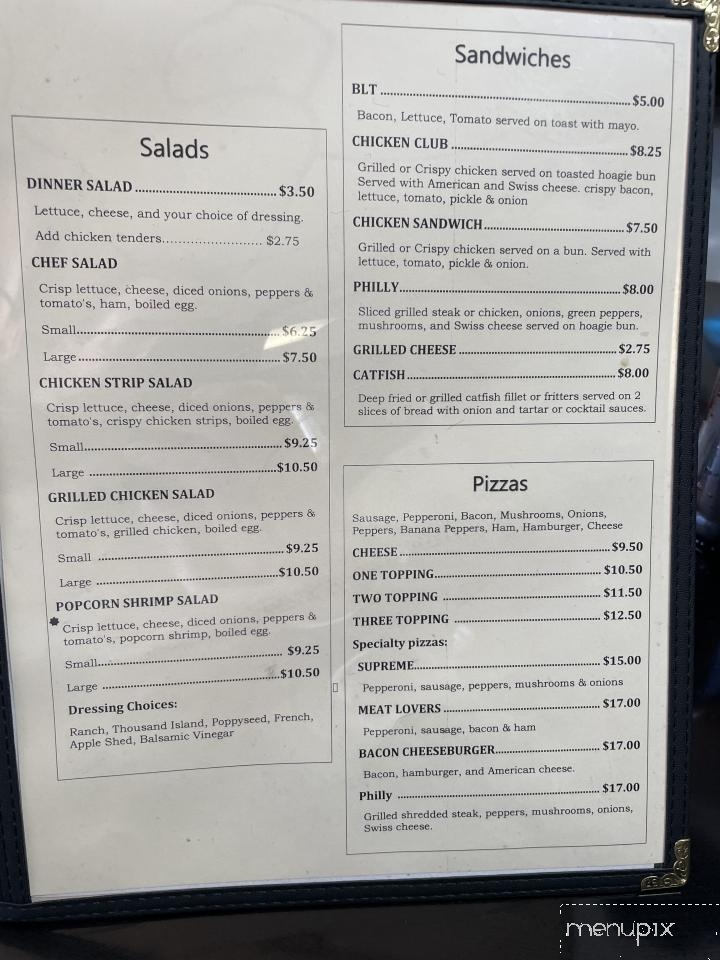 Salads
DINNER SALAD ........................................ $3.50
Lettuce, cheese, and your choice of dressing.
Add chicken tenders......................... $2.75
CHEF SALAD
Crisp lettuce, cheese, diced onions, peppers &
tomato's, ham, boiled egg.
Small................................................ $6.25
Large................................................ $7.50
CHICKEN STRIP SALAD
Crisp lettuce, cheese, diced onions, peppers &
tomato's, crispy chicken strips, boiled egg.
Small................................................ $9.25
Large ................................................$10.50
GRILLED CHICKEN SALAD
Crisp lettuce, cheese, diced onions, peppers &
tomato's, grilled chicken, boiled egg.
Small ................................................ $9.25
Large ................................................ $10.50
POPCORN SHRIMP SALAD
Crisp lettuce, cheese, diced onions, peppers &
tomato's, popcorn shrimp, boiled egg.
Small................................................ $9.25
Large ................................................$10.50
Dressing Choices:
Ranch, Thousand Island, Poppyseed, French,
Apple Shed, Balsamic Vinegar
Sandwiches
BLT ................................................................ $5.00
Bacon, Lettuce, Tomato served on toast with mayo.
CHICKEN CLUB ................................................ $8.25
Grilled or Crispy chicken served on toasted hoagie bun
Served with American and Swiss cheese. crispy bacon,
lettuce, tomato, pickle & onion
CHICKEN SANDWICH........................................ $7.50
Grilled or Crispy chicken served on a bun. Served with
lettuce, tomato, pickle & onion.
PHILLY............................................................ $8.00
Sliced grilled steak or chicken, onions, green peppers,
mushrooms, and Swiss cheese served on hoagie bun.
GRILLED CHEESE ............................................ $2.75
CATFISH.......................................................... $8.00
Deep fried or grilled catfish fillet or fritters served on 2
slices of bread with onion and tartar or cocktail sauces.
Pizzas
Sausage, Pepperoni, Bacon, Mushrooms, Onions,
Peppers, Banana Peppers, Ham, Hamburger, Cheese
CHEESE............................................................$9.50
ONE TOPPING.................................................. $10.50
TWO TOPPING ................................................ $11.50
THREE TOPPING ............................................ $12.50
Specialty pizzas:
SUPREME........................................................ $15.00
Pepperoni, sausage, peppers, mushrooms & onions
MEAT LOVERS ................................................ $17.00
Pepperoni, sausage, bacon & ham
BACON CHEESEBURGER.................................. $17.00
Bacon, hamburger, and American cheese.
Philly .............................................................. $17.00
Grilled shredded steak, peppers, mushrooms, onions,
Swiss cheese.
menupix